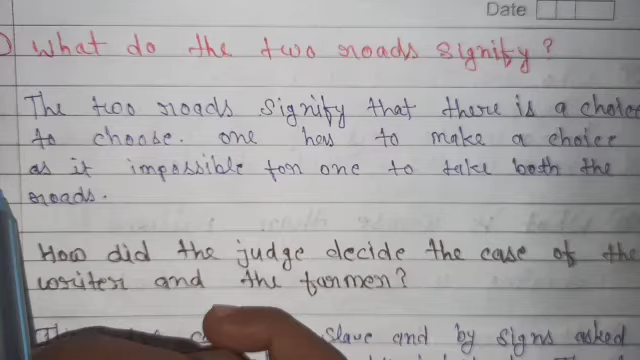 Date
What do the two roads signify?
The two roads signify that there is a choice
to choose. one has to make a choice
as it impossible for one to take both the
roads.
How did the judge decide the case of the
writer and the farmer?
slave and by signs asked